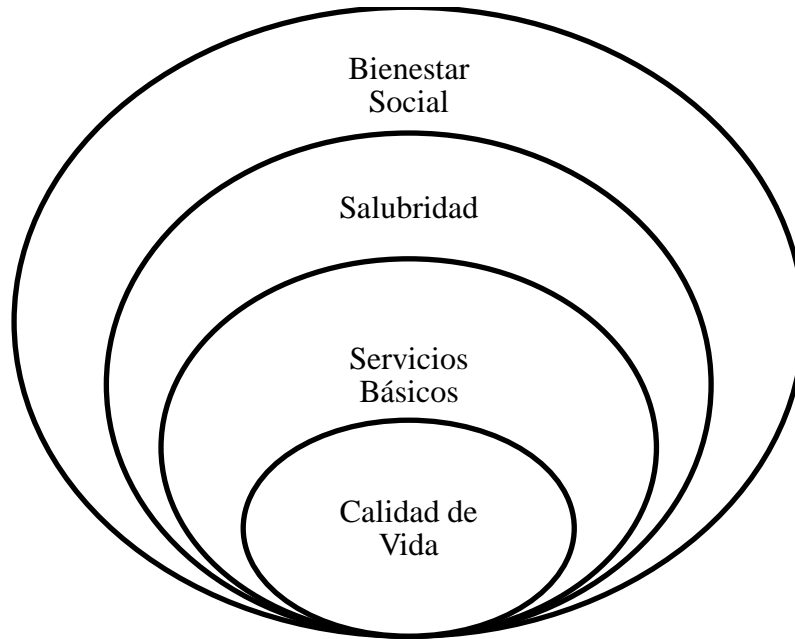 Bienestar
Social
Salubridad
Servicios
Básicos
Calidad de
Vida